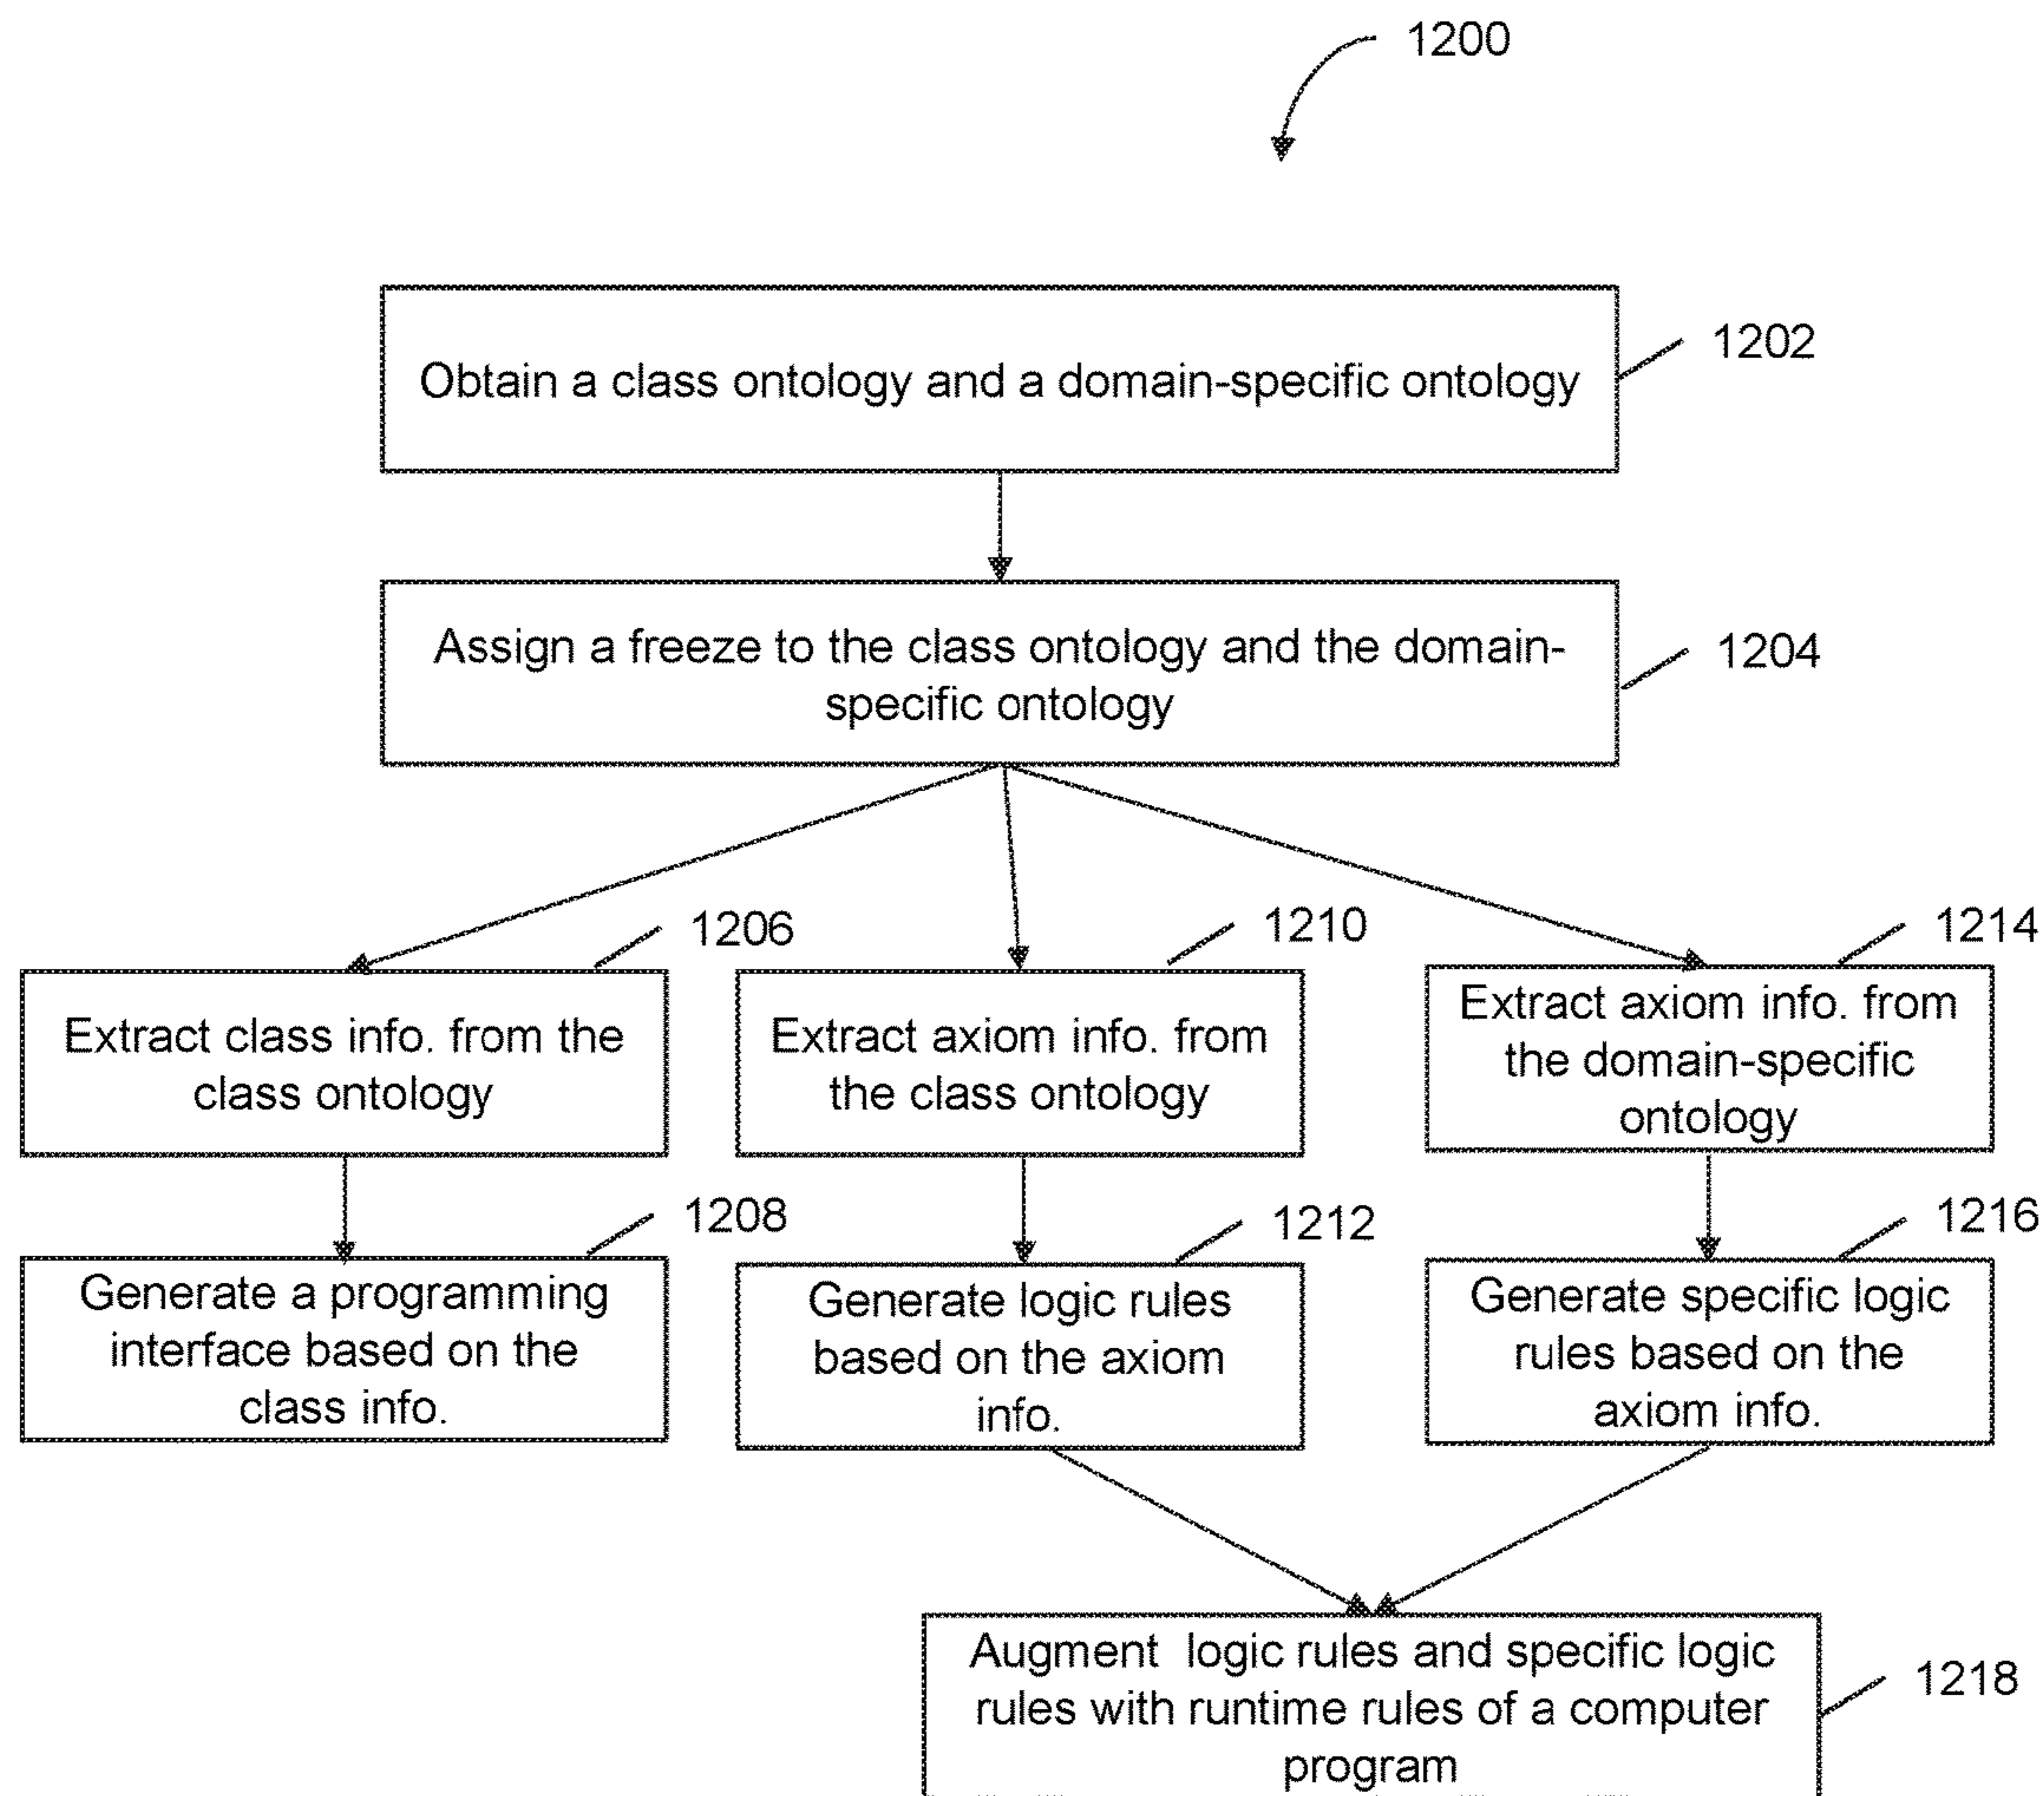 1200
Obtain a class ontology and a domain-specific ontology
1202
Assign a freeze to the class ontology and the domain-
specific ontology
1204
1206
Extract class info. from the
class ontology
1210
Extract axiom info. from
the class ontology
1214
Extract axiom info. from
the domain-specific
ontology
1208
Generate a programming
interface based on the
class info.
1212
Generate logic rules
based on the axiom
info.
1216
Generate specific logic
rules based on the
axiom info.
Augment logic rules and specific logic
rules with runtime rules of a computer
program
1218